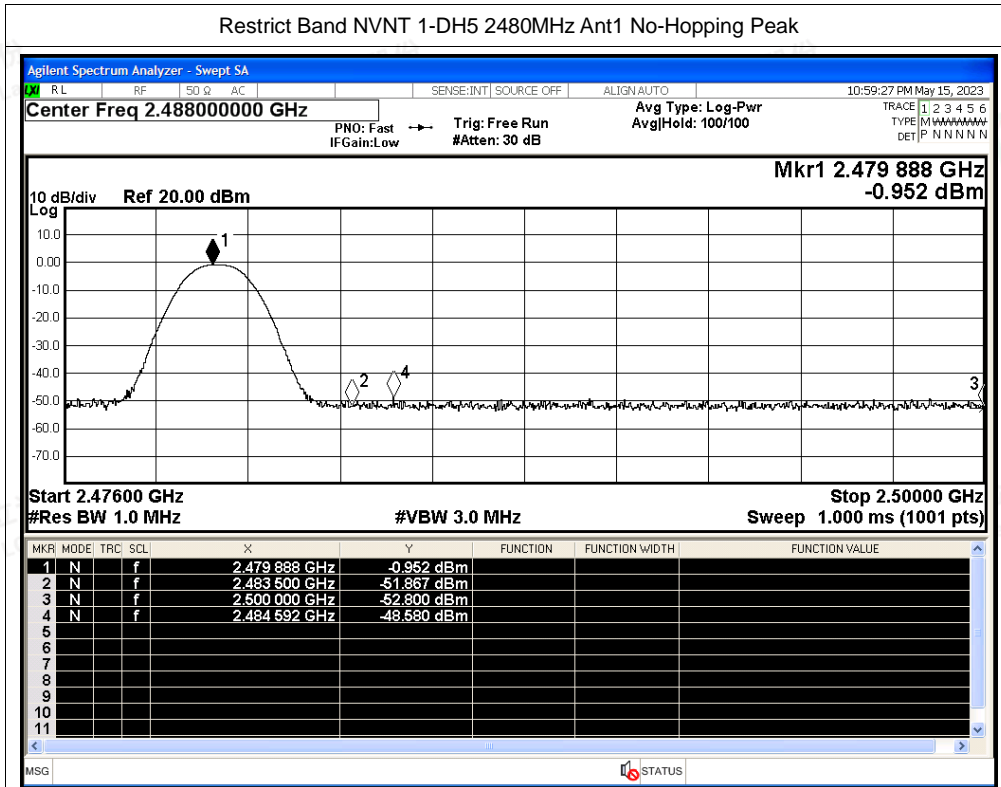 Restrict Band NVNT 1-DH5 2480MHz Ant1 No-Hopping Peak
Agilent Spectrum Analyzer - Swept SA
LXI RL RF 50 Ω AC SENSE:INT SOURCE OFF ALIGN AUTO 10:59:27 PM May 15, 2023
Center Freq 2.488000000 GHz
PNO: Fast
IFGain:Low
Trig: Free Run
#Atten: 30 dB
Avg Type: Log-Pwr
Avg|Hold: 100/100
TRACE 1 2 3 4 5 6
TYPE M WWWWW
DET P N N N N N
Mkr1 2.479 888 GHz
-0.952 dBm
10 dB/div Ref 20.00 dBm
Log
10.0
0.00
-10.0
-20.0
-30.0
-40.0
-50.0
-60.0
-70.0
1
2
4
3
Start 2.47600 GHz Stop 2.50000 GHz
#Res BW 1.0 MHz #VBW 3.0 MHz Sweep 1.000 ms (1001 pts)
MKR MODE TRC SCL X Y FUNCTION FUNCTION WIDTH FUNCTION VALUE
1 N f 2.479 888 GHz -0.952 dBm
2 N f 2.483 500 GHz -51.867 dBm
3 N f 2.500 000 GHz -52.800 dBm
4 N f 2.484 592 GHz -48.580 dBm
5
6
7
8
9
10
11
MSG STATUS